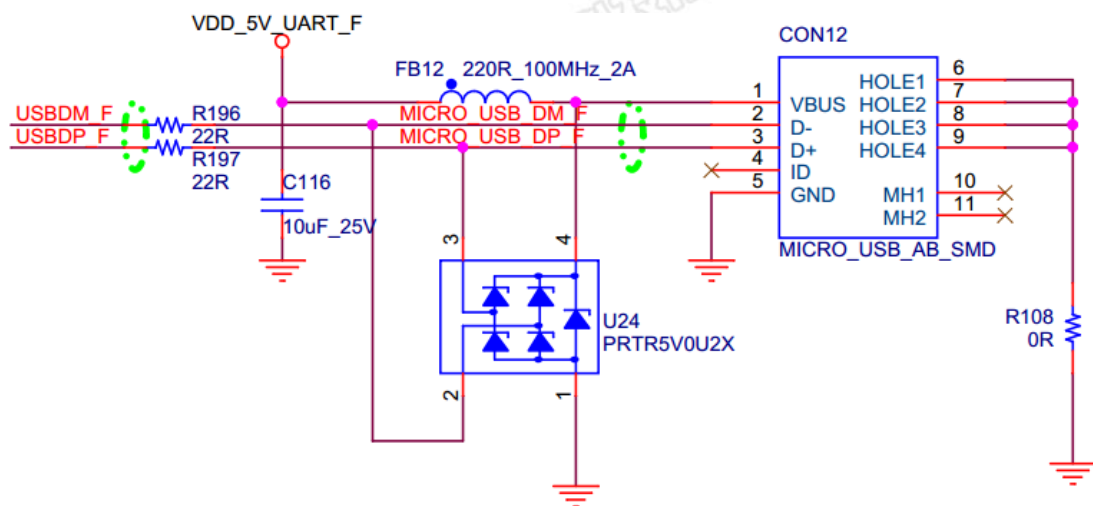 VDD_5V_UART_F
CON12
FB12 220R_100MHz_2A
USBDM_F
R196
22R
MICRO_USB_DM_F
USBDP_F
R197
22R
MICRO_USB_DP_F
1 VBUS
2 D-
3 D+
4 ID
5 GND
HOLE1 6
HOLE2 7
HOLE3 8
HOLE4 9
MH1 10
MH2 11
MICRO_USB_AB_SMD
C116
10uF_25V
3
4
U24
PRTR5V0U2X
2
1
R108
0R